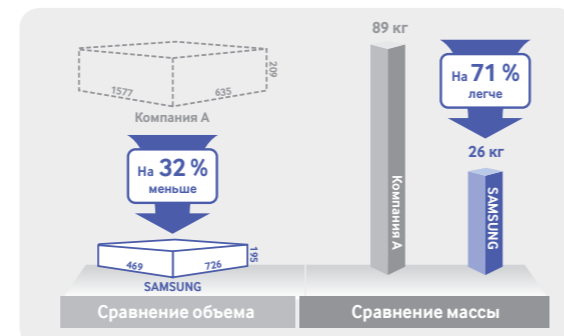 209
1577
635
Компания А
На 32 %
меньше
469
726
195
SAMSUNG
Сравнение объема
89 кг
На 71 %
легче
26 кг
Компания А
SAMSUNG
Сравнение массы